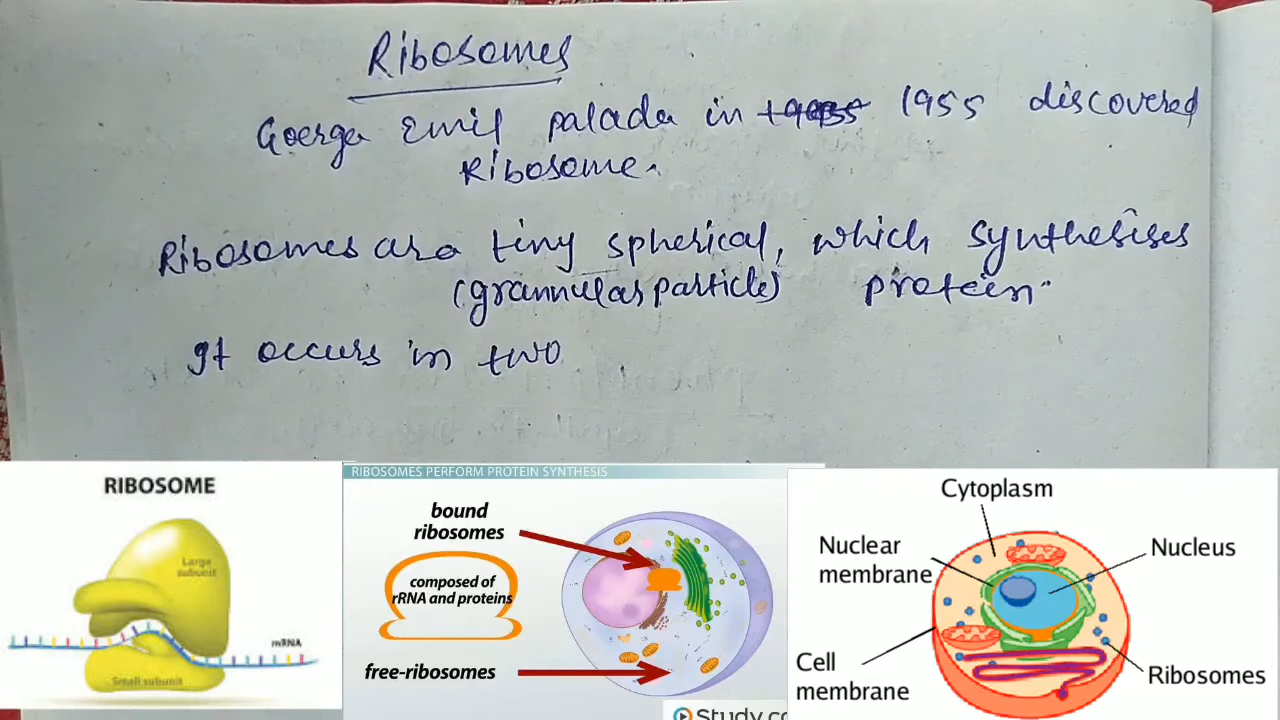 Ribosomes
Goerga Emil palada in 1955 discovered
Ribosome.
Ribosomes are tiny spherical, which synthesises
(grannular particle) protein.
It occurs in two
RIBOSOME
Large
subunit
mRNA
Small subunit
RIBOSOMES PERFORM PROTEIN SYNTHESIS
bound
ribosomes
composed of
rRNA and proteins
free-ribosomes
Study.co
Cytoplasm
Nuclear
membrane
Nucleus
Cell
membrane
Ribosomes